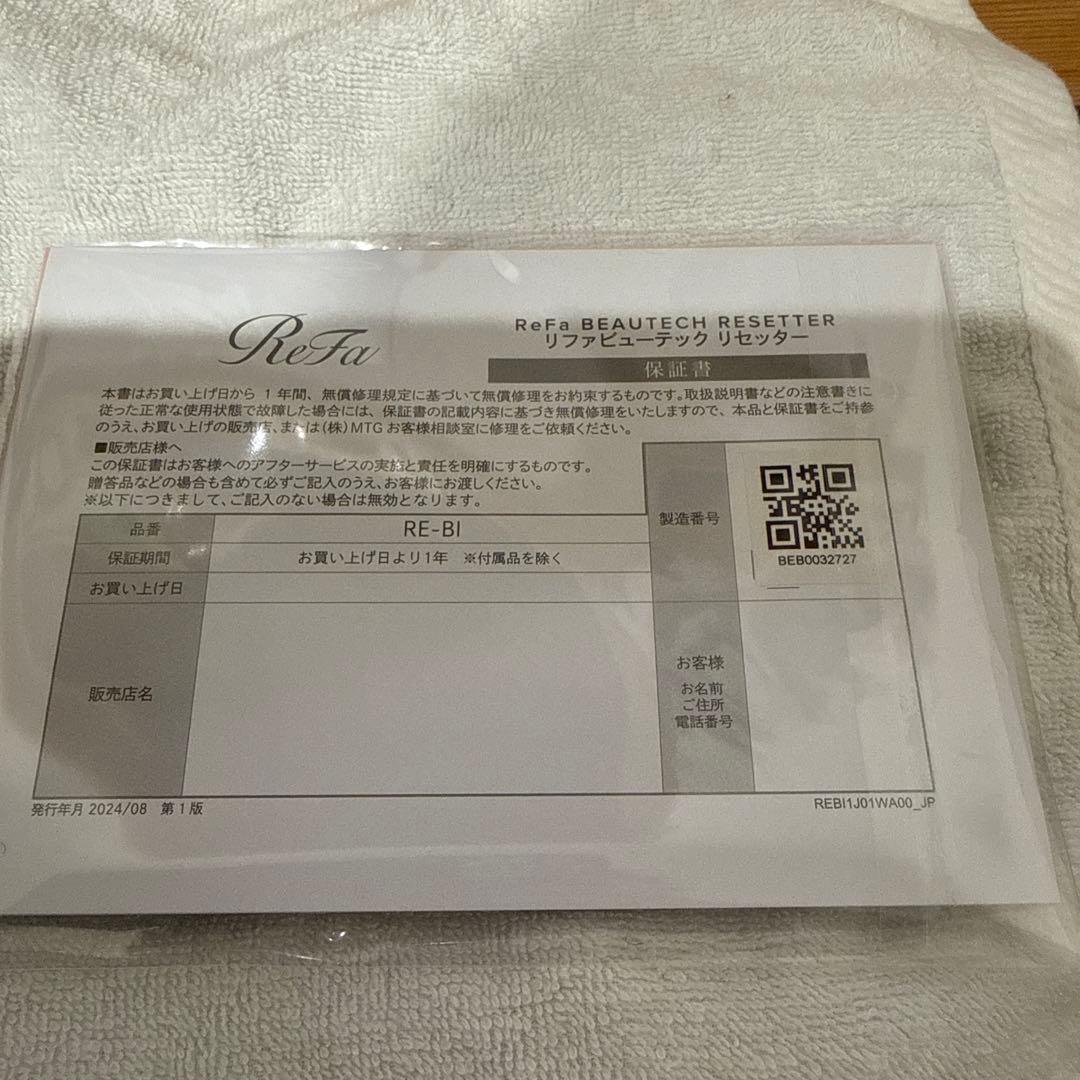 ReFa
ReFa BEAUTECH RESETTER
リファビューテック リセッター
保証書
本書はお買い上げ日から 1 年間、無償修理規定に基づいて無償修理をお約束するものです。取扱説明書などの注意書きに
従った正常な使用状態で故障した場合には、保証書の記載内容に基づき無償修理をいたしますので、本品と保証書をご持参
のうえ、お買い上げの販売店、または（株）MTG お客様相談室に修理をご依頼ください。
■販売店様へ
この保証書はお客様へのアフターサービスの実施と責任を明確にするものです。
贈答品などの場合も含めて必ずご記入のうえ、お客様にお渡しください。
※以下につきまして、ご記入のない場合は無効となります。
品番 RE-BI
保証期間 お買い上げ日より1年 ※付属品を除く
お買い上げ日
販売店名
製造番号
BEB0032727
お客様
お名前
ご住所
電話番号
発行年月 2024/08 第1版
REBI1J01WA00_JP